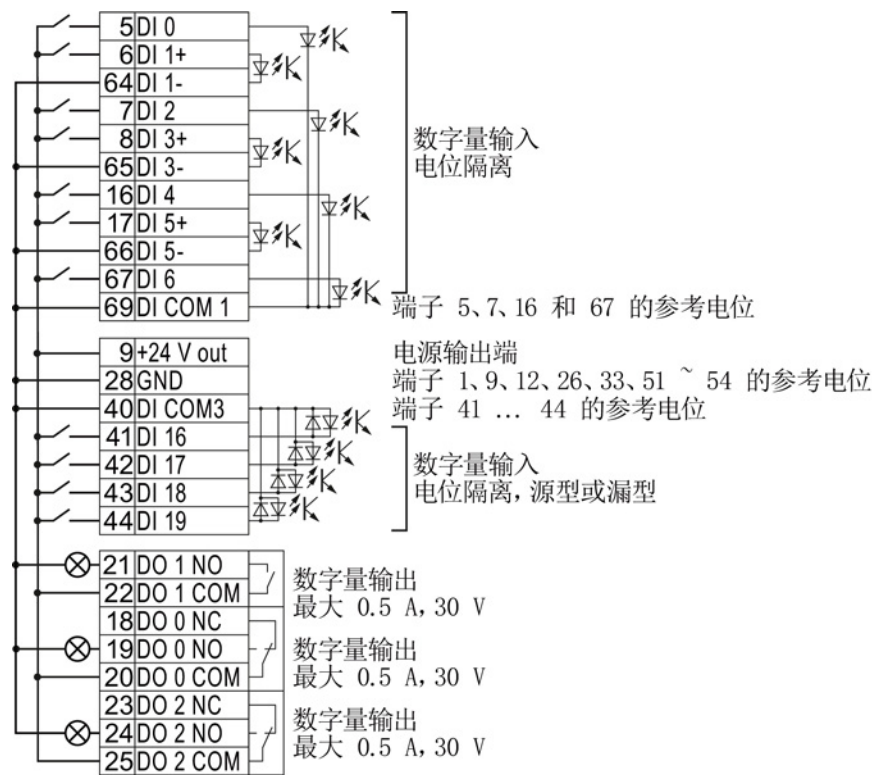 5 DI 0
6 DI 1+
64 DI 1-
7 DI 2
8 DI 3+
65 DI 3-
16 DI 4
17 DI 5+
66 DI 5-
67 DI 6
69 DI COM 1
数字量输入
电位隔离
端子 5、7、16 和 67 的参考电位
9 +24 V out
28 GND
40 DI COM3
41 DI 16
42 DI 17
43 DI 18
44 DI 19
电源输出端
端子 1、9、12、26、33、51 ~ 54 的参考电位
端子 41 ... 44 的参考电位
数字量输入
电位隔离，源型或漏型
21 DO 1 NO
22 DO 1 COM
18 DO 0 NC
19 DO 0 NO
20 DO 0 COM
23 DO 2 NC
24 DO 2 NO
25 DO 2 COM
数字量输出
最大 0.5 A，30 V
数字量输出
最大 0.5 A，30 V
数字量输出
最大 0.5 A，30 V